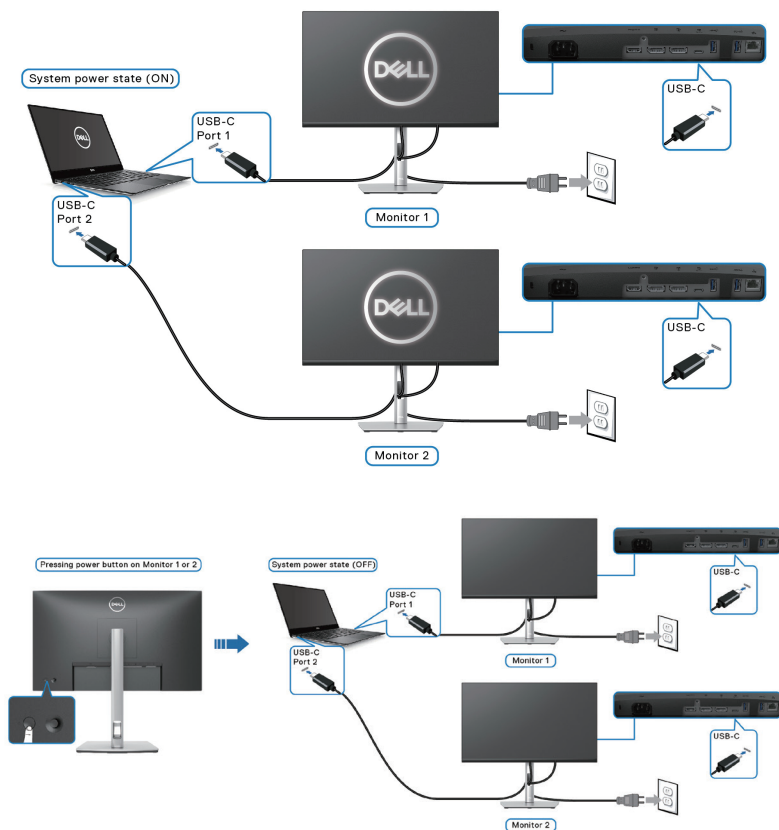 System power state (ON)
DELL
DELL
USB-C
Port 1
USB-C
Port 2
USB-C
Monitor 1
DELL
USB-C
Monitor 2
Pressing power button on Monitor 1 or 2
DELL
System power state (OFF)
USB-C
Port 1
USB-C
Port 2
USB-C
Monitor 1
USB-C
Monitor 2